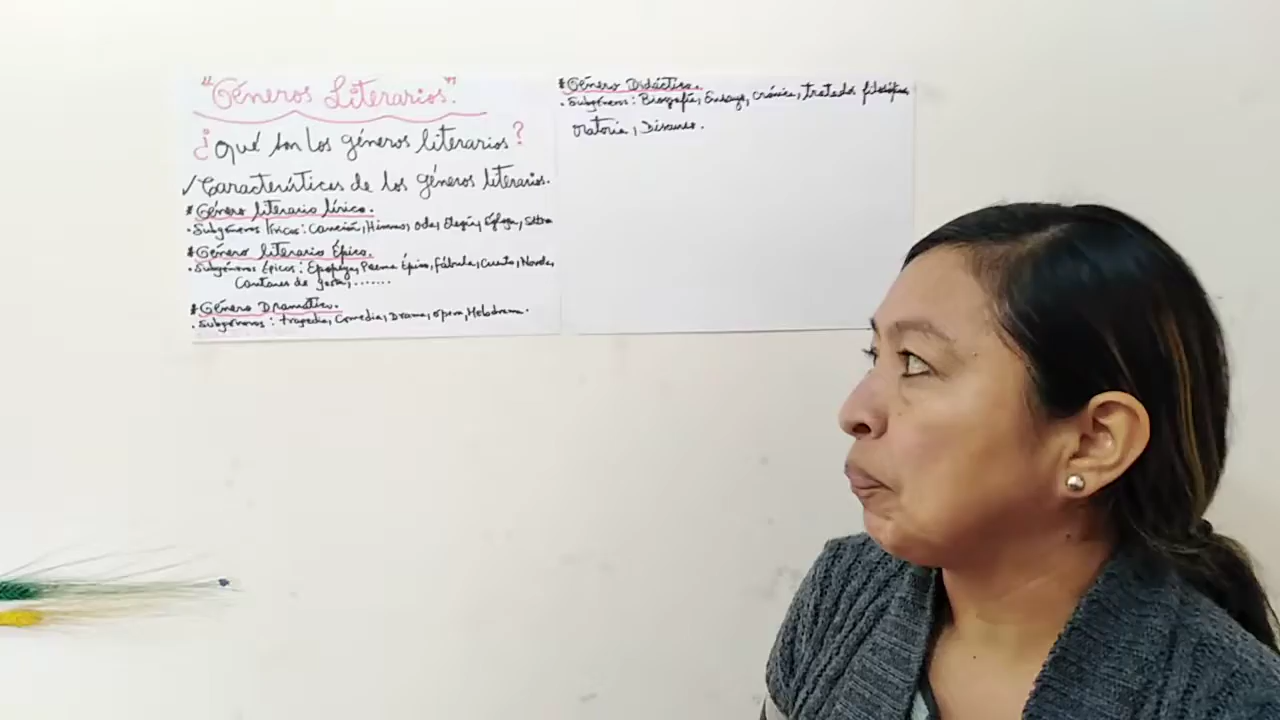 "Géneros Literarios".
¿Qué son los géneros literarios?
✓Características de los géneros literarios.
* Género literario lírico.
• Subgéneros líricos: Canción, Himno, oda, Elegía, Égloga, Sátira
* Género literario Épico.
• Subgéneros Épicos: Epopeya, Poema Épico, fábula, Cuento, Novela,
Cantares de gesta, .......
* Género Dramático.
• Subgéneros: tragedia, Comedia, Drama, opera, Melodrama.
* Género Didáctico.
• Subgéneros: Biografía, Ensayo, crónica, tratado filosófico,
oratoria, Discurso.